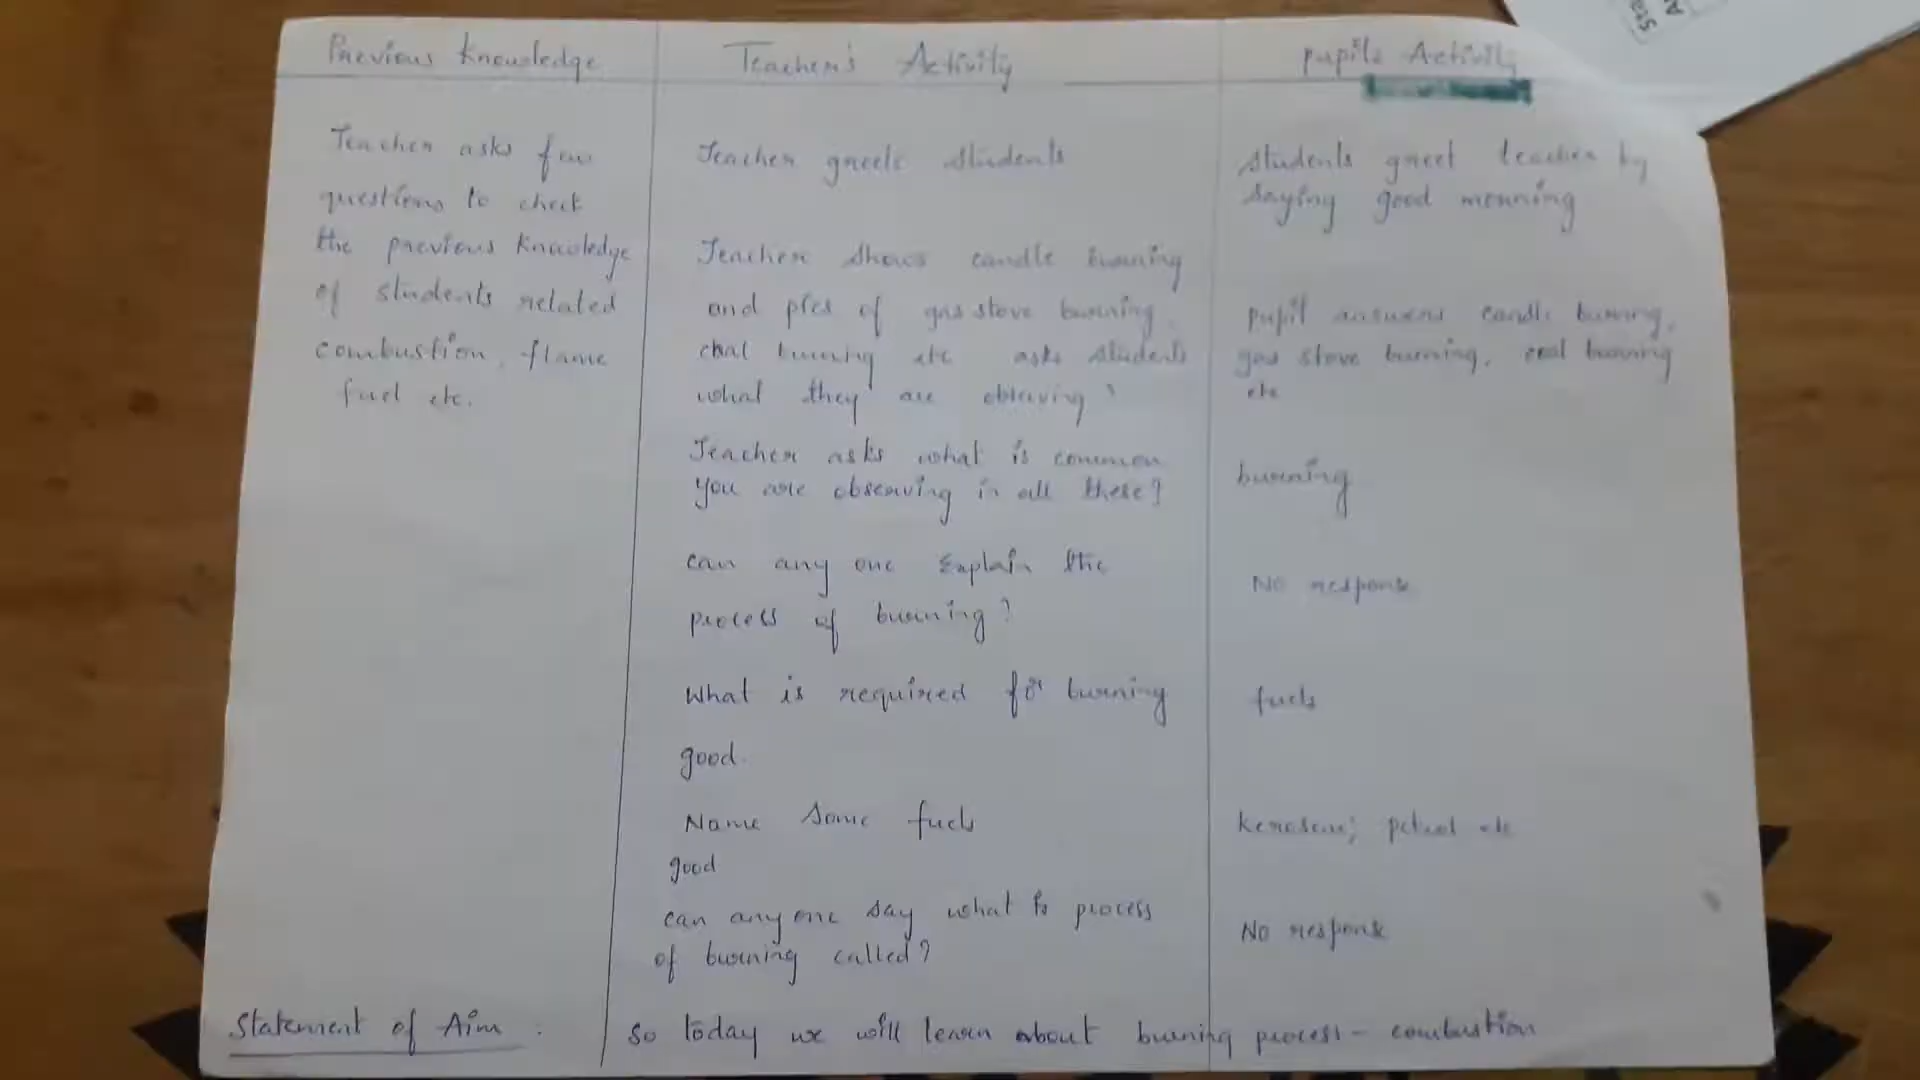 Previous Knowledge
Teacher asks few
questions to check
the previous knowledge
of students related
combustion, flame
fuel etc.
Teacher's Activity
Teacher greets students
Teacher shows candle burning
and pics of gas stove burning
coal burning etc asks students
what they are observing?
Teacher asks what is common
you are observing in all these?
can any one Explain the
process of burning?
What is required for burning
good.
Name Some fuels
good
can any one say what is process
of burning called?
pupils Activity
students greet teacher by
saying good morning
pupil answers candle burning,
gas stove burning, coal burning
etc
burning
No response
fuels
kerosene, petrol etc
No response
Statement of Aim :
So today we will learn about burning process - combustion